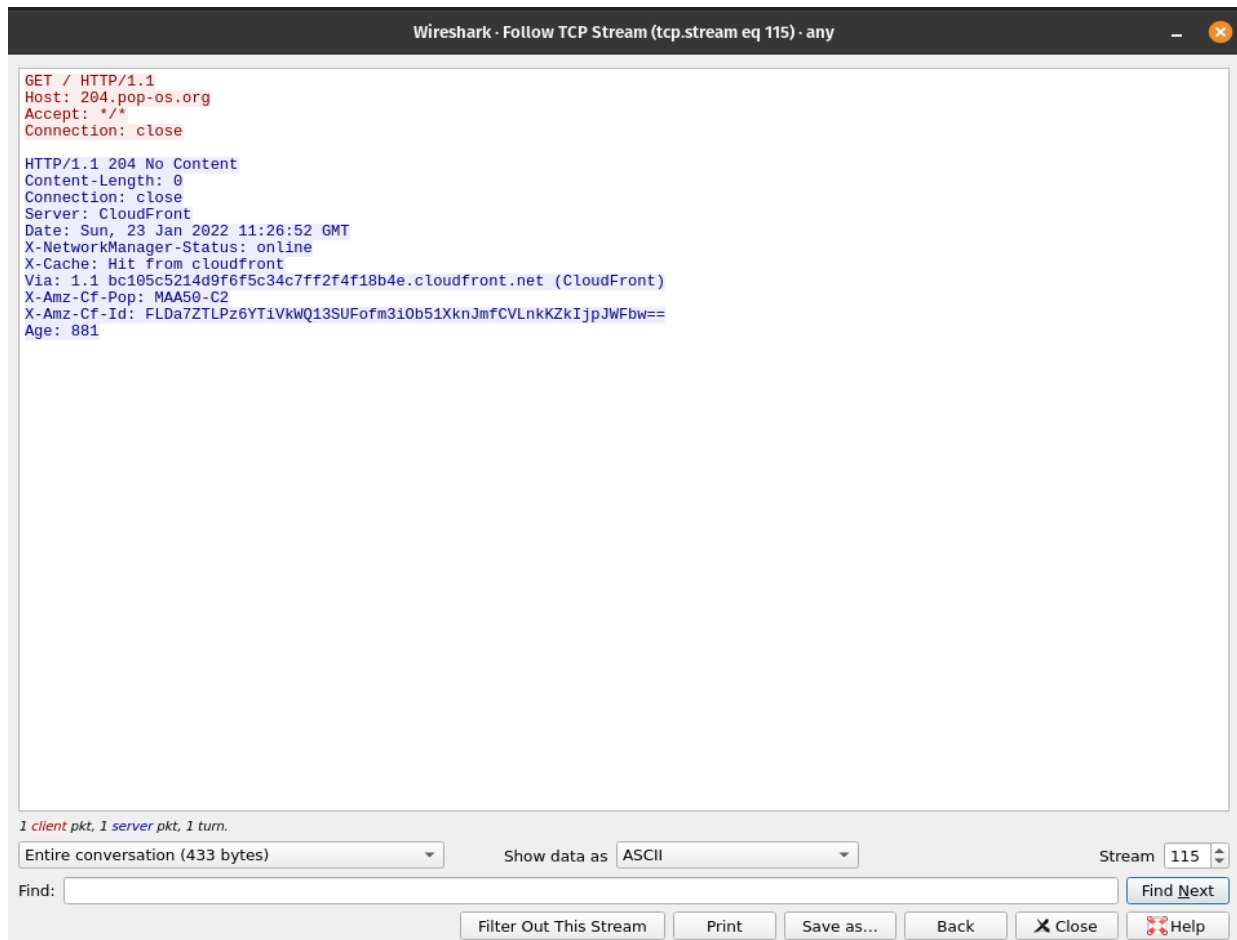 Wireshark · Follow TCP Stream (tcp.stream eq 115) · any
GET / HTTP/1.1
Host: 204.pop-os.org
Accept: */*
Connection: close
HTTP/1.1 204 No Content
Content-Length: 0
Connection: close
Server: CloudFront
Date: Sun, 23 Jan 2022 11:26:52 GMT
X-NetworkManager-Status: online
X-Cache: Hit from cloudfront
Via: 1.1 bc105c5214d9f6f5c34c7ff2f4f18b4e.cloudfront.net (CloudFront)
X-Amz-Cf-Pop: MAA50-C2
X-Amz-Cf-Id: FLDa7ZTLPz6YTiVkWQ13SUFofm3iOb51XknJmfCVLnkKZkIjpJWFbw==
Age: 881
1 client pkt, 1 server pkt, 1 turn.
Entire conversation (433 bytes) Show data as ASCII Stream 115
Find: Find Next
Filter Out This Stream Print Save as... Back Close Help